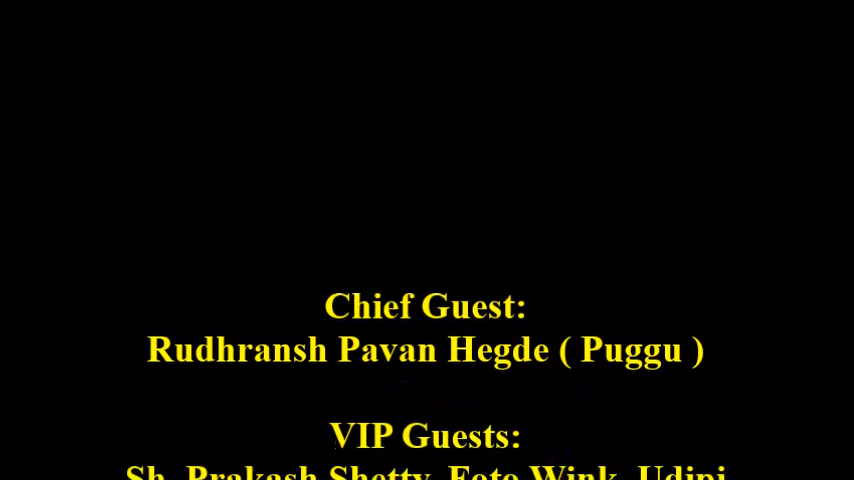 Chief Guest:
Rudhransh Pavan Hegde ( Puggu )
VIP Guests:
Sh. Prakash Shetty, Foto Wink, Udipi